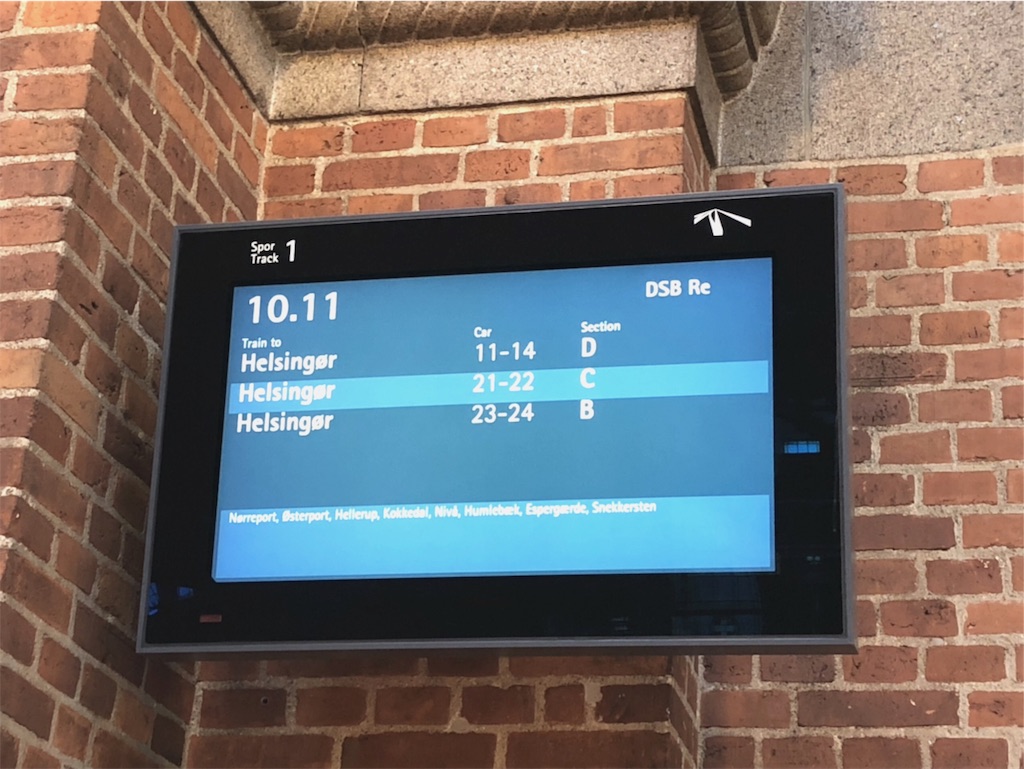 Spor
Track 1
10.11 DSB Re
Train to Car Section
Helsingør 11-14 D
Helsingør 21-22 C
Helsingør 23-24 B
Nørreport, Østerport, Hellerup, Kokkedal, Nivå, Humlebæk, Espergærde, Snekkersten